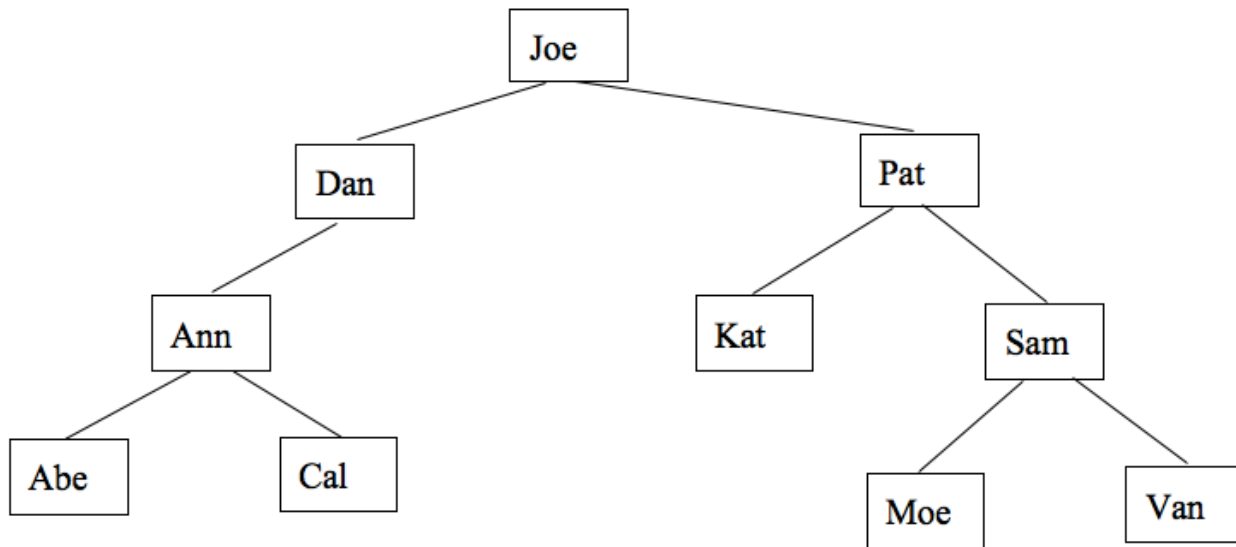 Joe
Dan
Pat
Ann
Kat
Sam
Abe
Cal
Moe
Van